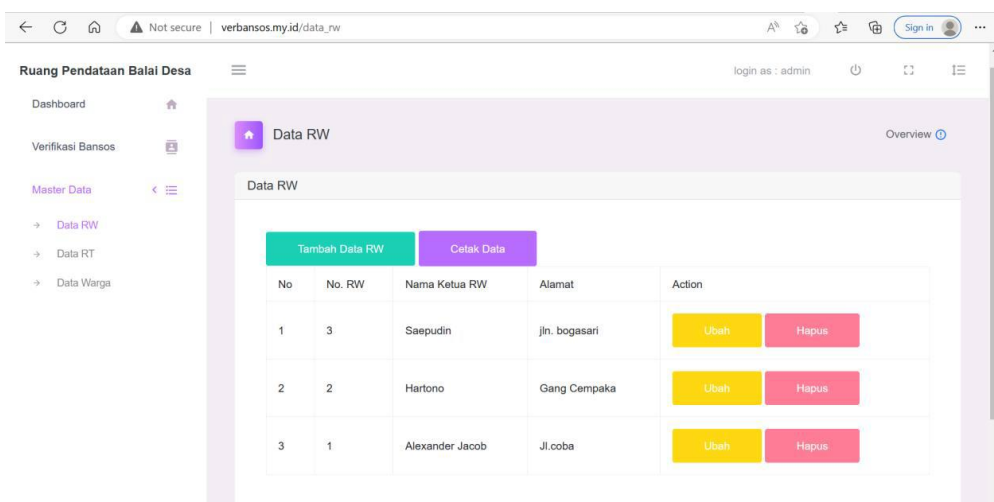 Not secure | verbansos.my.id/data_rw
Sign in
Ruang Pendataan Balai Desa
login as : admin
Dashboard
Verifikasi Bansos
Master Data
Data RW
Data RT
Data Warga
Data RW
Overview
Data RW
Tambah Data RW Cetak Data
No No. RW Nama Ketua RW Alamat Action
1 3 Saepudin jln. bogasari Ubah Hapus
2 2 Hartono Gang Cempaka Ubah Hapus
3 1 Alexander Jacob Jl.coba Ubah Hapus